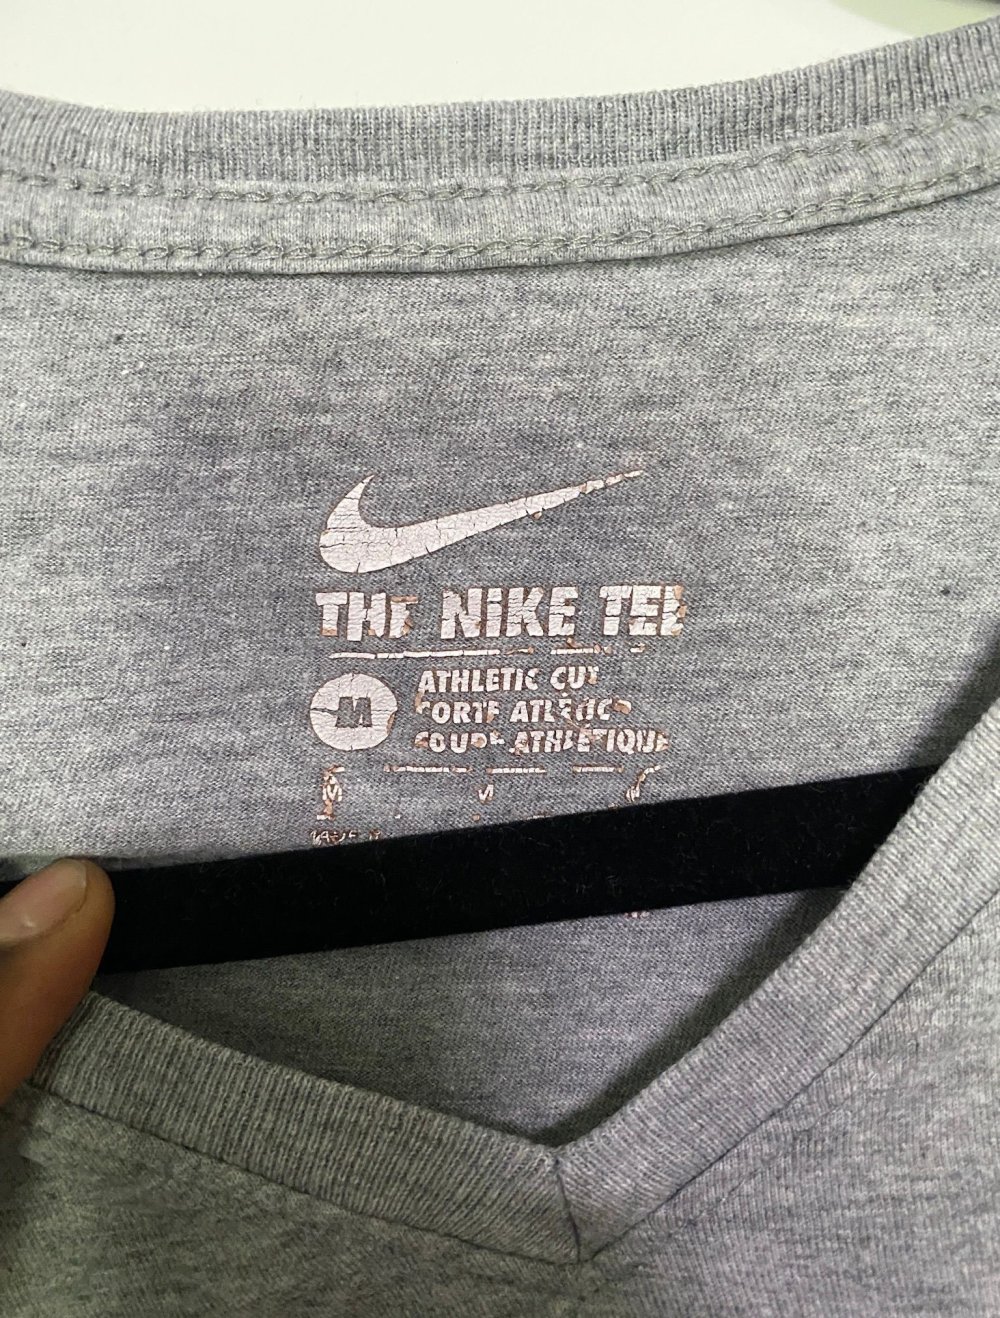 THE NIKE TEE
M
ATHLETIC CUT
CORTE ATLÉTICO
COUPE ATHLÉTIQUE
M M M